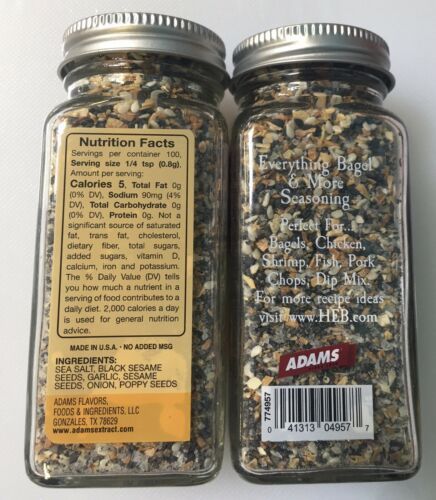 Nutrition Facts
Servings per container 100,
Serving size 1/4 tsp (0.8g),
Amount per serving:
Calories 5, Total Fat 0g
(0% DV), Sodium 90mg (4%
DV), Total Carbohydrate 0g
(0% DV), Protein 0g. Not a
significant source of saturated
fat, trans fat, cholesterol,
dietary fiber, total sugars,
added sugars, vitamin D,
calcium, iron and potassium.
The % Daily Value (DV) tells
you how much a nutrient in a
serving of food contributes to a
daily diet. 2,000 calories a day
is used for general nutrition
advice.
MADE IN U.S.A. • NO ADDED MSG
INGREDIENTS:
SEA SALT, BLACK SESAME
SEEDS, GARLIC, SESAME
SEEDS, ONION, POPPY SEEDS
ADAMS FLAVORS,
FOODS & INGREDIENTS, LLC
GONZALES, TX 78629
www.adamsextract.com
Everything Bagel
& More
Seasoning
Perfect For...
Bagels, Chicken,
Shrimp, Fish, Pork
Chops, Dip Mix.
For more recipe ideas
visit www.HEB.com
ADAMS
774957
0 41313 04957 7